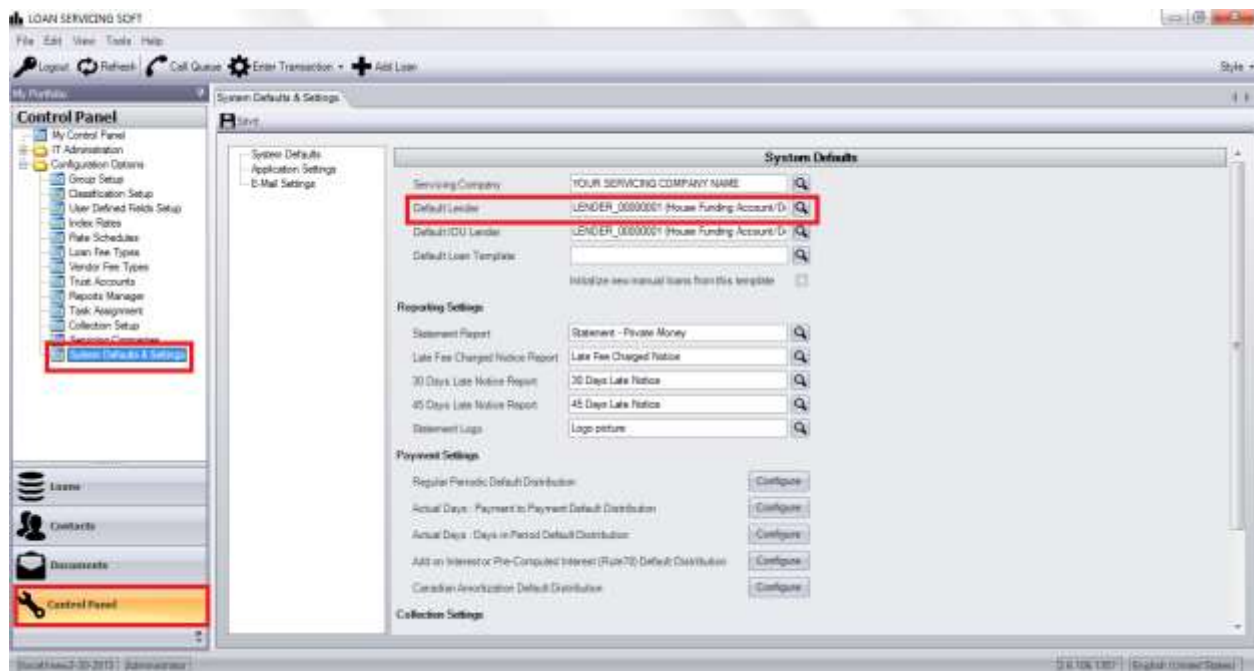 LOAN SERVICING SOFT
File Edit View Tools Help
Logout Refresh Call Queue Enter Transaction Add Loan
Style
My Portfolio
System Defaults & Settings
Control Panel
Save
My Control Panel
IT Administration
Configuration Options
Group Setup
Classification Setup
User Defined Fields Setup
Index Rates
Rate Schedules
Loan Fee Types
Vendor Fee Types
Trust Accounts
Reports Manager
Task Assignment
Collection Setup
Servicing Companies
System Defaults & Settings
Loans
Contacts
Documents
Control Panel
System Defaults
Application Settings
E-Mail Settings
System Defaults
Servicing Company YOUR SERVICING COMPANY NAME
Default Lender LENDER_00000001 (House Funding Account/D
Default IOU Lender LENDER_00000001 (House Funding Account/D
Default Loan Template
Initialize new manual loans from this template
Reporting Settings
Statement Report Statement - Private Money
Late Fee Charged Notice Report Late Fee Charged Notice
30 Days Late Notice Report 30 Days Late Notice
45 Days Late Notice Report 45 Days Late Notice
Statement Logo Logo picture
Payment Settings
Regular Periodic Default Distribution Configure
Actual Days : Payment to Payment Default Distribution Configure
Actual Days : Days in Period Default Distribution Configure
Add on Interest or Pre-Computed Interest (Rule78) Default Distribution Configure
Canadian Amortization Default Distribution Configure
Collection Settings
Administrator
English (United States)